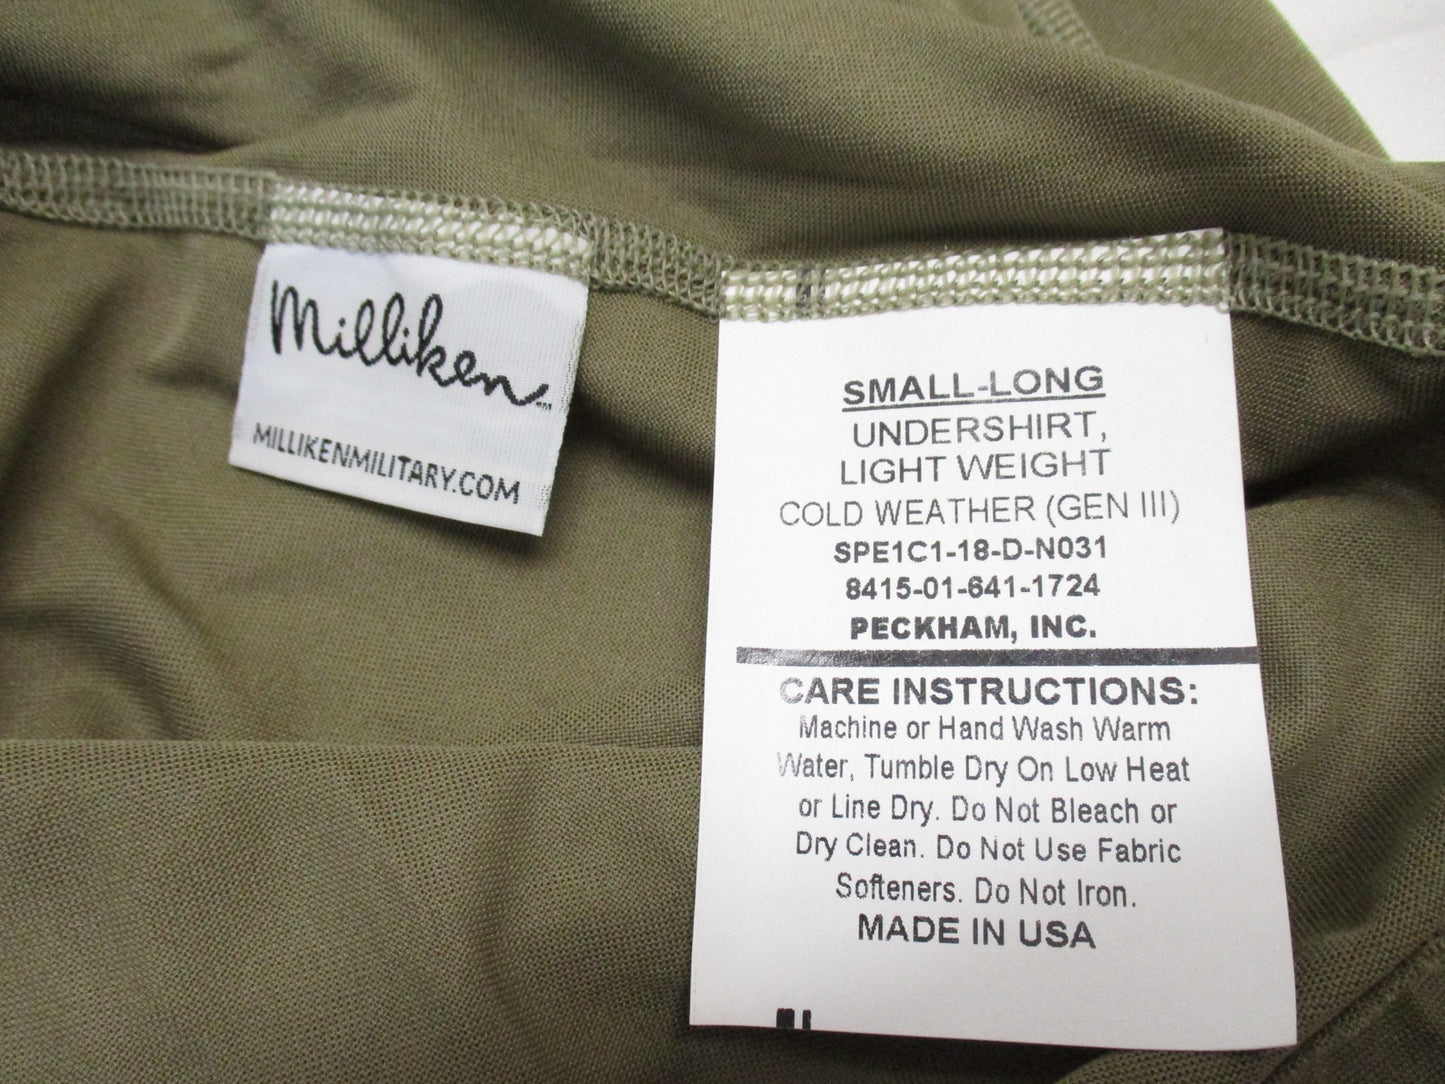 Milliken™
MILLIKENMILITARY.COM
SMALL-LONG
UNDERSHIRT,
LIGHT WEIGHT
COLD WEATHER (GEN III)
SPE1C1-18-D-N031
8415-01-641-1724
PECKHAM, INC.
CARE INSTRUCTIONS:
Machine or Hand Wash Warm
Water, Tumble Dry On Low Heat
or Line Dry. Do Not Bleach or
Dry Clean. Do Not Use Fabric
Softeners. Do Not Iron.
MADE IN USA